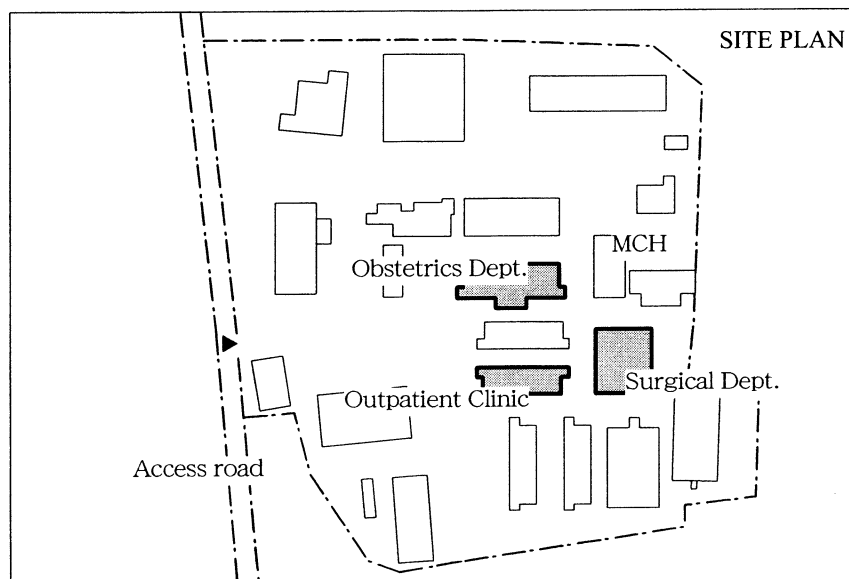 SITE PLAN
MCH
Obstetrics Dept.
Surgical Dept.
Outpatient Clinic
Access road